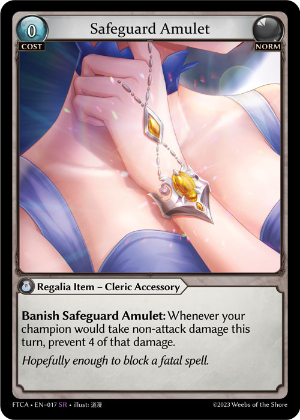 0 Safeguard Amulet
COST NORM
Regalia Item – Cleric Accessory
Banish Safeguard Amulet: Whenever your
champion would take non-attack damage this
turn, prevent 4 of that damage.
Hopefully enough to block a fatal spell.
FTCA • EN-017 SR • illust: 道湲 ©2023 Weebs of the Shore